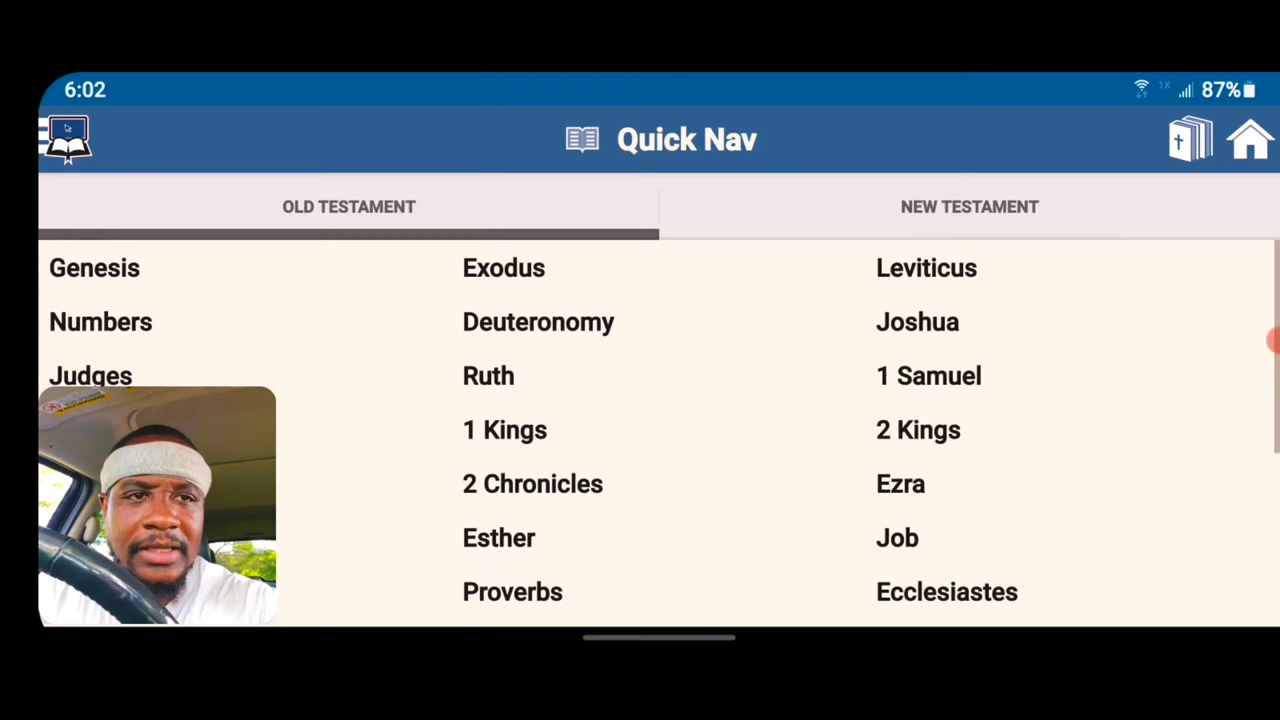 6:02 1X 87%
Quick Nav
OLD TESTAMENT NEW TESTAMENT
Genesis Exodus Leviticus
Numbers Deuteronomy Joshua
Judges Ruth 1 Samuel
1 Kings 2 Kings
2 Chronicles Ezra
Esther Job
Proverbs Ecclesiastes